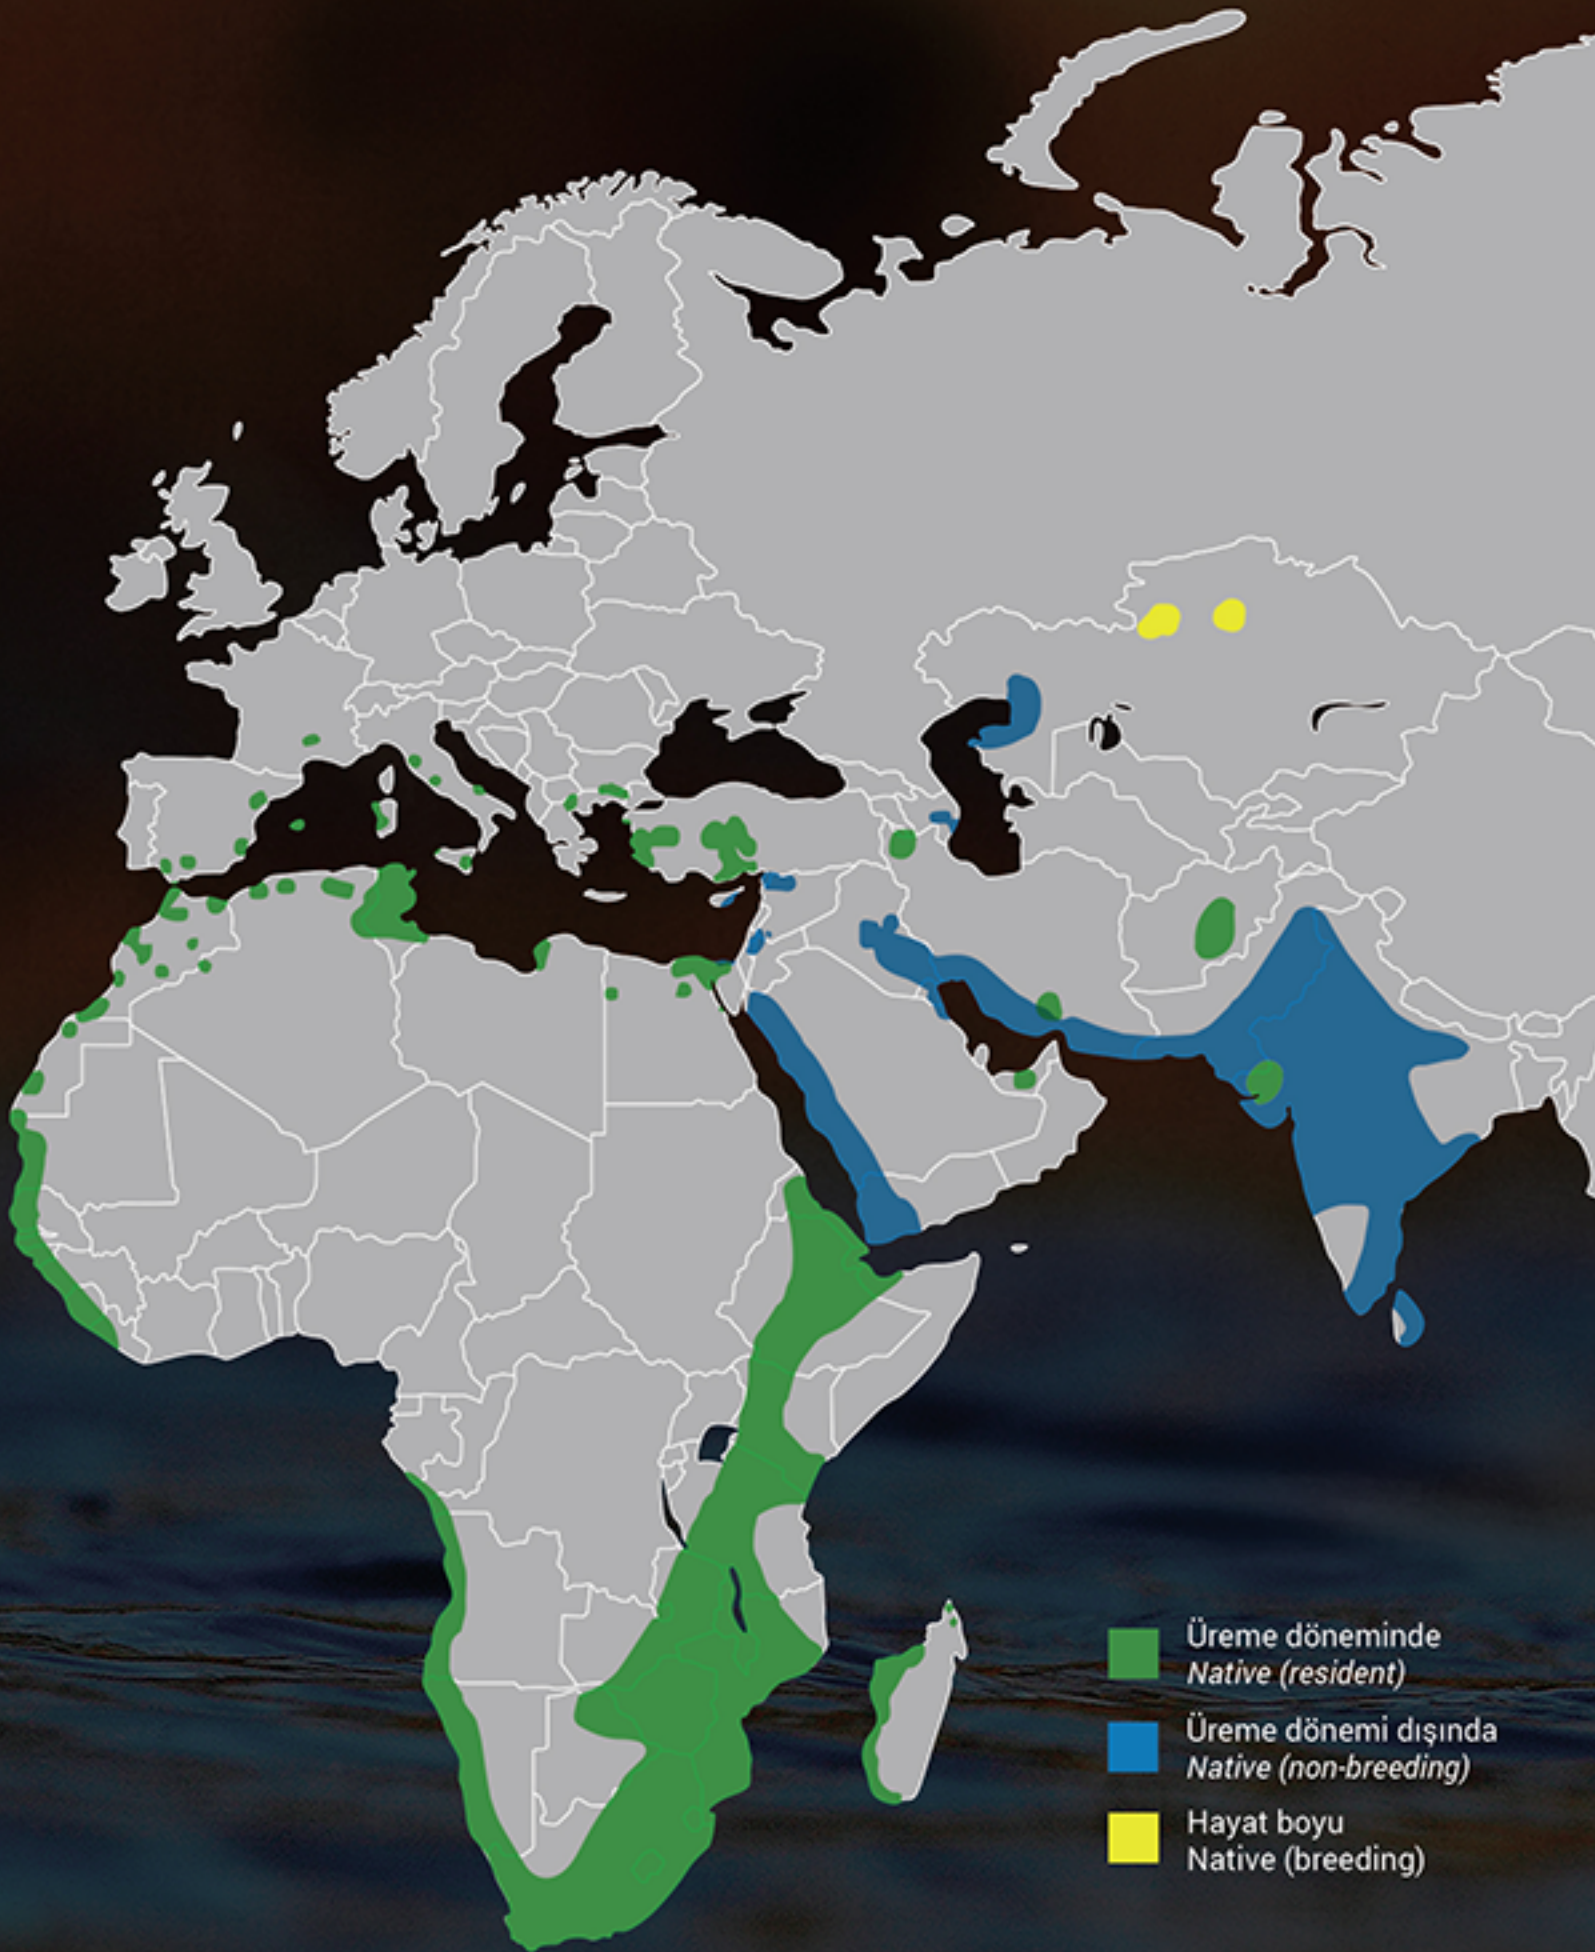 Üreme döneminde
Native (resident)
Üreme dönemi dışında
Native (non-breeding)
Hayat boyu
Native (breeding)